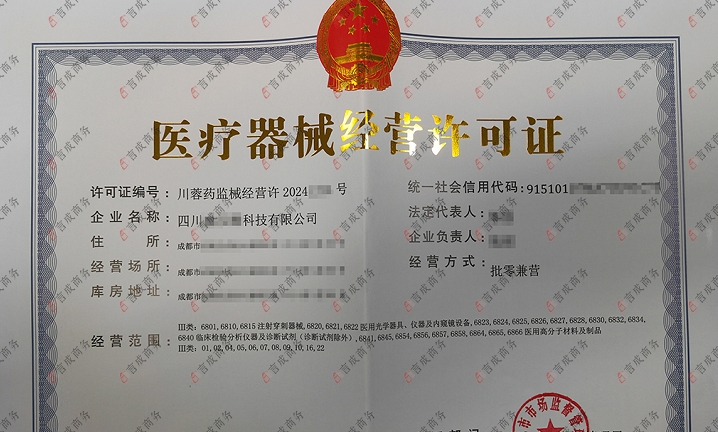 医疗器械经营许可证
许可证编号：川蓉药监械经营许2024 号
统一社会信用代码：915101
企业名称：四川 科技有限公司
法定代表人：
住所：成都市
企业负责人：
经营场所：成都市
经营方式：批零兼营
库房地址：成都市
经营范围：
III类：6801,6810,6815注射穿刺器械,6820,6821,6822医用光学器具、仪器及内窥镜设备,6823,6824,6825,6826,6827,6828,6830,6832,6834,
6840临床检验分析仪器及诊断试剂（诊断试剂除外）,6841,6845,6854,6856,6857,6858,6864,6865,6866医用高分子材料及制品
III类：01,02,04,05,06,07,08,09,10,16,22
市市场监督管
言成商务